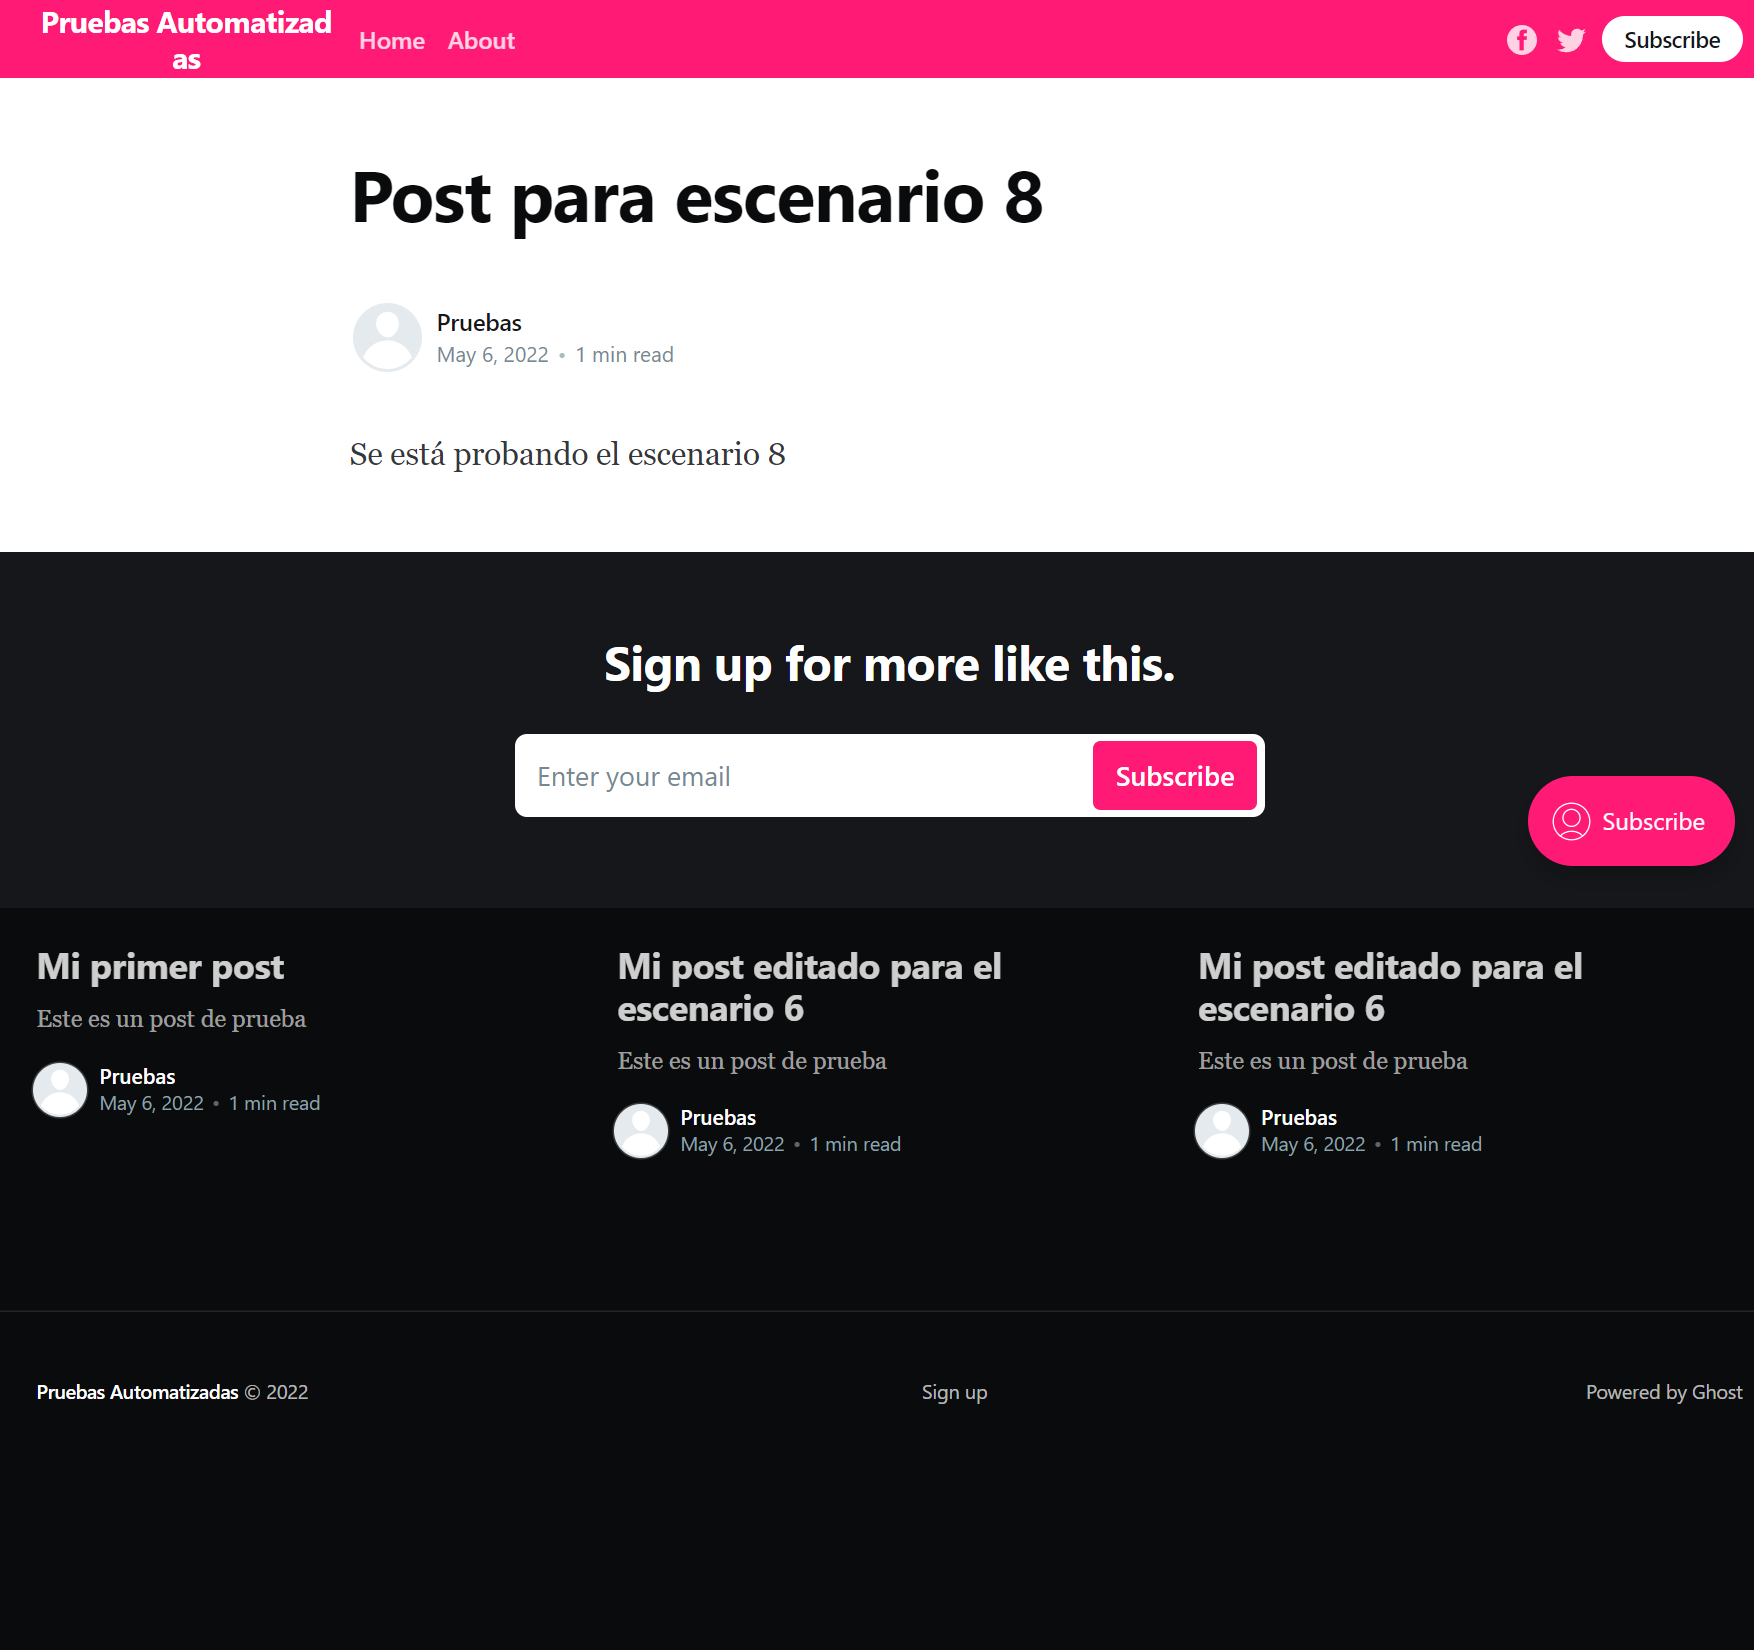 Pruebas Automatizad
as
Home
About
Subscribe
Post para escenario 8
Pruebas
May 6, 2022 • 1 min read
Se está probando el escenario 8
Sign up for more like this.
Enter your email
Subscribe
Subscribe
Mi primer post
Este es un post de prueba
Pruebas
May 6, 2022 • 1 min read
Mi post editado para el
escenario 6
Este es un post de prueba
Pruebas
May 6, 2022 • 1 min read
Mi post editado para el
escenario 6
Este es un post de prueba
Pruebas
May 6, 2022 • 1 min read
Pruebas Automatizadas © 2022
Sign up
Powered by Ghost